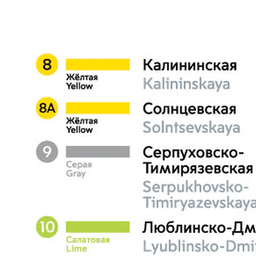 8 Калининская
Жёлтая
Yellow
Kalininskaya
8A Солнцевская
Жёлтая
Yellow
Solntsevskaya
9 Серпуховско-
Тимирязевская
Серая
Gray
Serpukhovsko-
Timiryazevskaya
10 Люблинско-Дм
Салатовая
Lime
Lyublinsko-Dmi